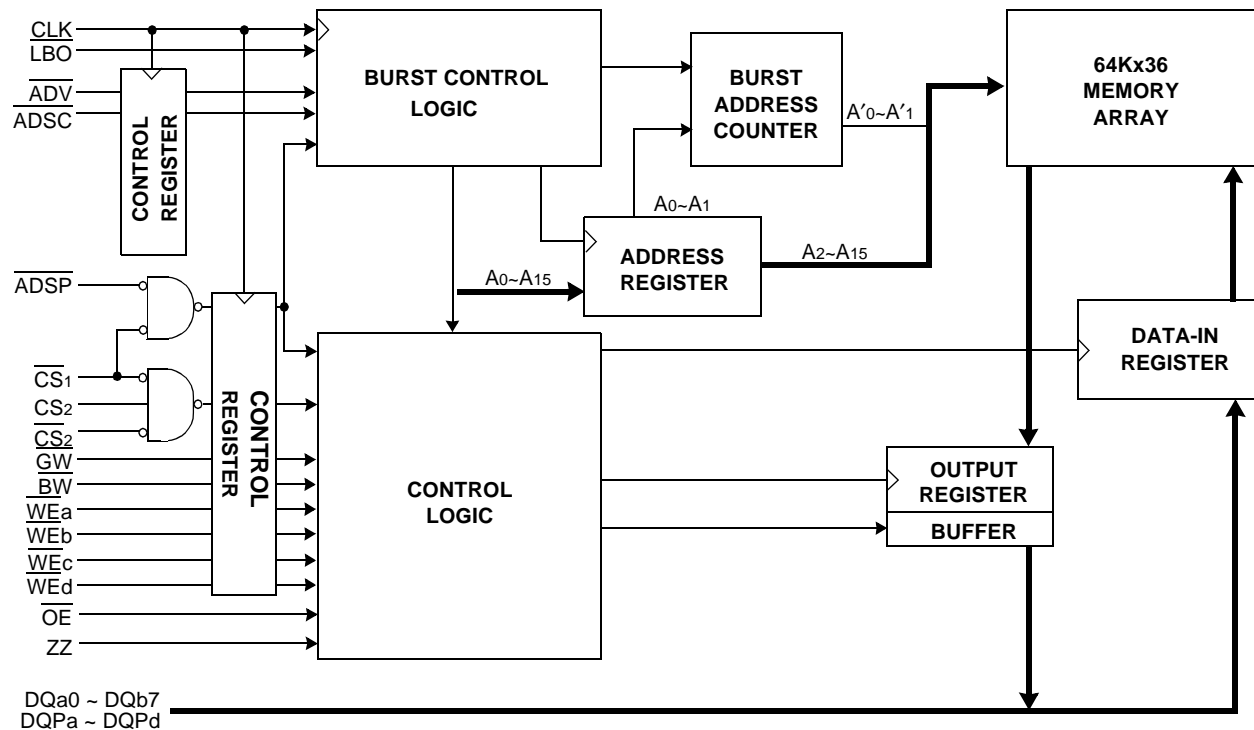 CLK
LBO
ADV
ADSC
CONTROL
REGISTER
BURST CONTROL
LOGIC
BURST
ADDRESS
COUNTER
A′0~A′1
64Kx36
MEMORY
ARRAY
A0~A1
ADDRESS
REGISTER
A2~A15
A0~A15
ADSP
CS1
CS2
CS2
GW
BW
WEa
WEb
WEc
WEd
OE
ZZ
CONTROL
REGISTER
CONTROL
LOGIC
DATA-IN
REGISTER
OUTPUT
REGISTER
BUFFER
DQa0 ~ DQb7
DQPa ~ DQPd